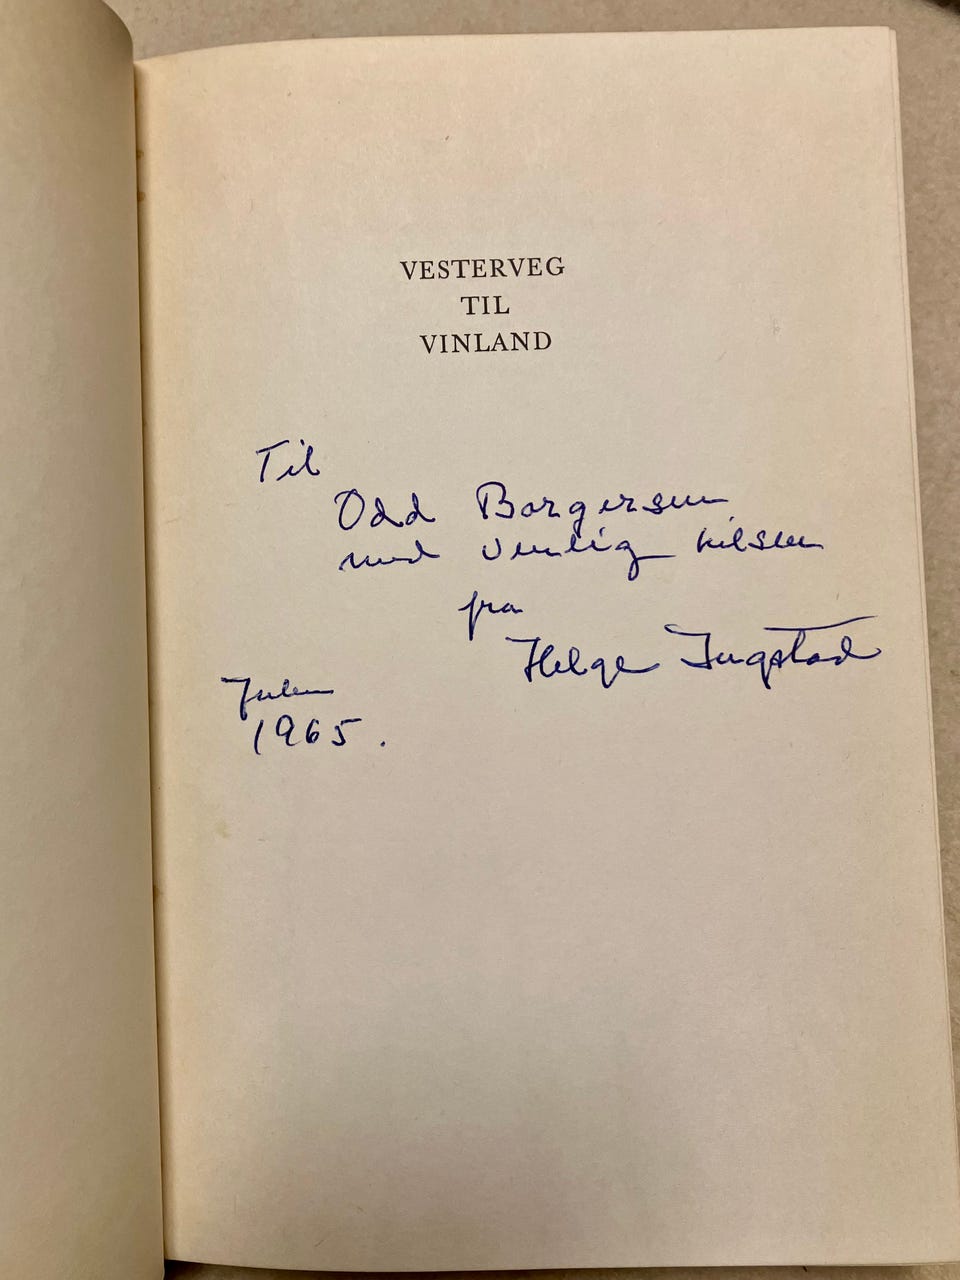 VESTERVEG
TIL
VINLAND
Til
Odd Borgersen
med vennlig hilsen
fra
Helge Ingstad
Julen
1965.